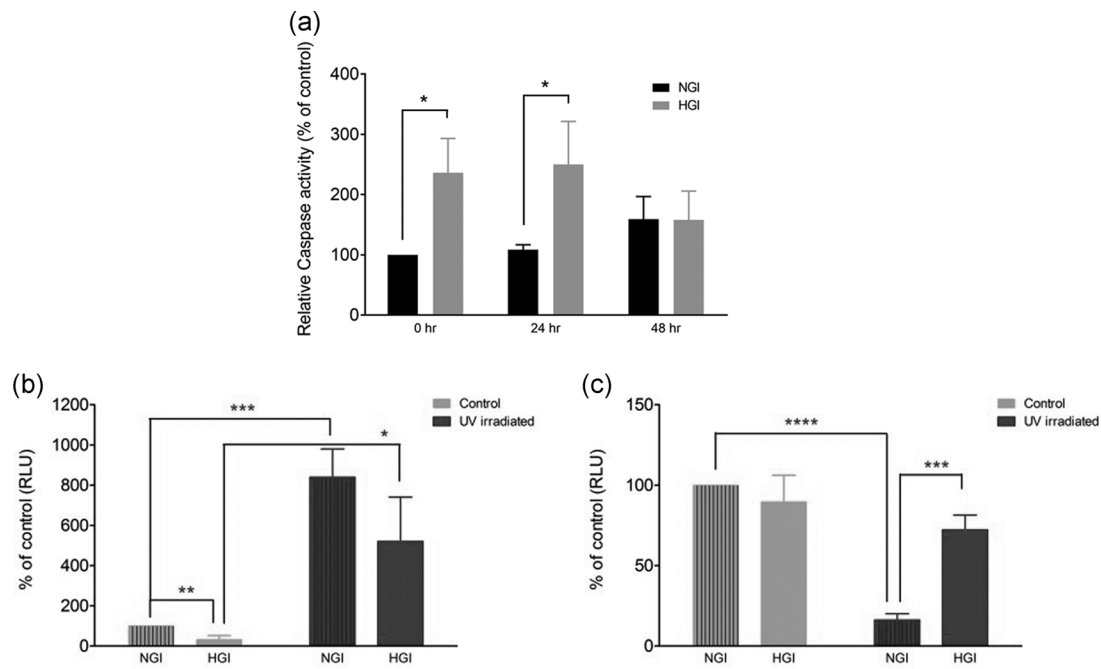 (a)
Relative Caspase activity (% of control)
400
300
200
100
0
*
*
NGI
HGI
0 hr
24 hr
48 hr
(b)
% of control (RLU)
1200
1000
800
600
400
200
0
***
*
**
Control
UV irradiated
NGI
HGI
NGI
HGI
(c)
% of control (RLU)
150
100
50
0
****
***
Control
UV irradiated
NGI
HGI
NGI
HGI